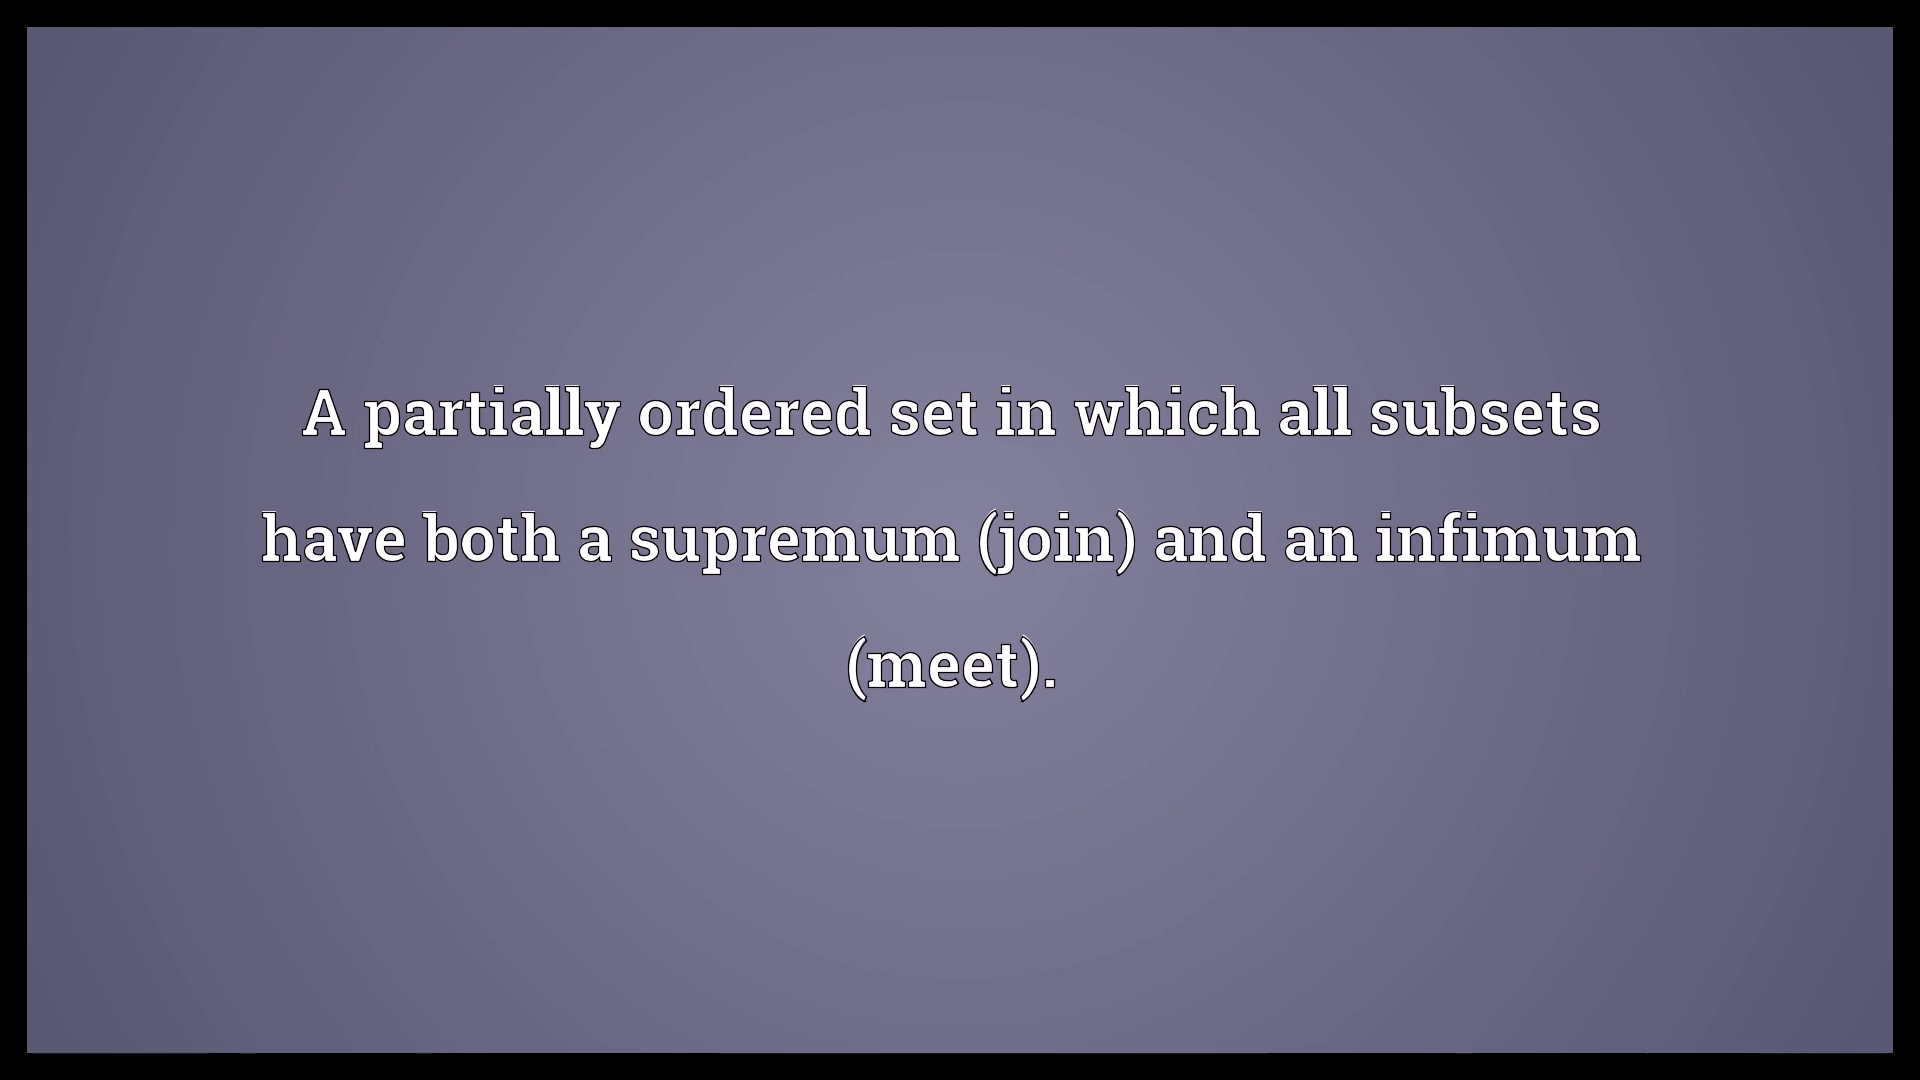 A partially ordered set in which all subsets
have both a supremum (join) and an infimum
(meet).